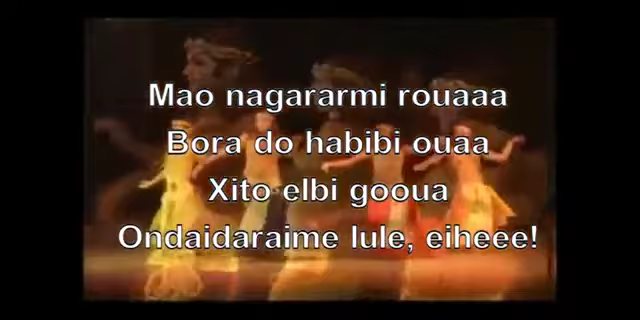 Mao nagararmi rouaaa
Bora do habibi ouaa
Xito elbi gooua
Ondaidaraime lule, eiheee!